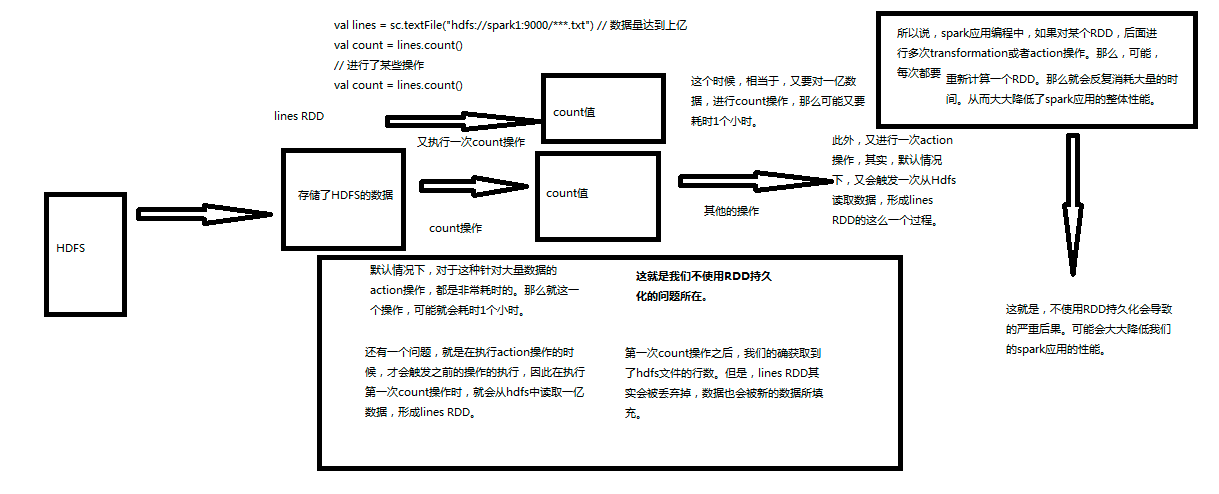 val lines = sc.textFile("hdfs://spark1:9000/***.txt") // 数据量达到上亿
val count = lines.count()
// 进行了某些操作
val count = lines.count()
lines RDD
又执行一次count操作
count值
这个时候，相当于，又要对一亿数
据，进行count操作，那么可能又要
耗时1个小时。
所以说，spark应用编程中，如果对某个RDD，后面进
行多次transformation或者action操作。那么，可能，
每次都要
重新计算一个RDD。那么就会反复消耗大量的时
间。从而大大降低了spark应用的整体性能。
HDFS
存储了HDFS的数据
count操作
count值
其他的操作
此外，又进行一次action
操作，其实，默认情况
下，又会触发一次从Hdfs
读取数据，形成lines
RDD的这么一个过程。
默认情况下，对于这种针对大量数据的
action操作，都是非常耗时的。那么就这一
个操作，可能就会耗时1个小时。
这就是我们不使用RDD持久
化的问题所在。
还有一个问题，就是在执行action操作的时
候，才会触发之前的操作的执行，因此在执行
第一次count操作时，就会从hdfs中读取一亿
数据，形成lines RDD。
第一次count操作之后，我们的确获取到
了hdfs文件的行数。但是，lines RDD其
实会被丢弃掉，数据也会被新的数据所填
充。
这就是，不使用RDD持久化会导致
的严重后果。可能会大大降低我们
的spark应用的性能。